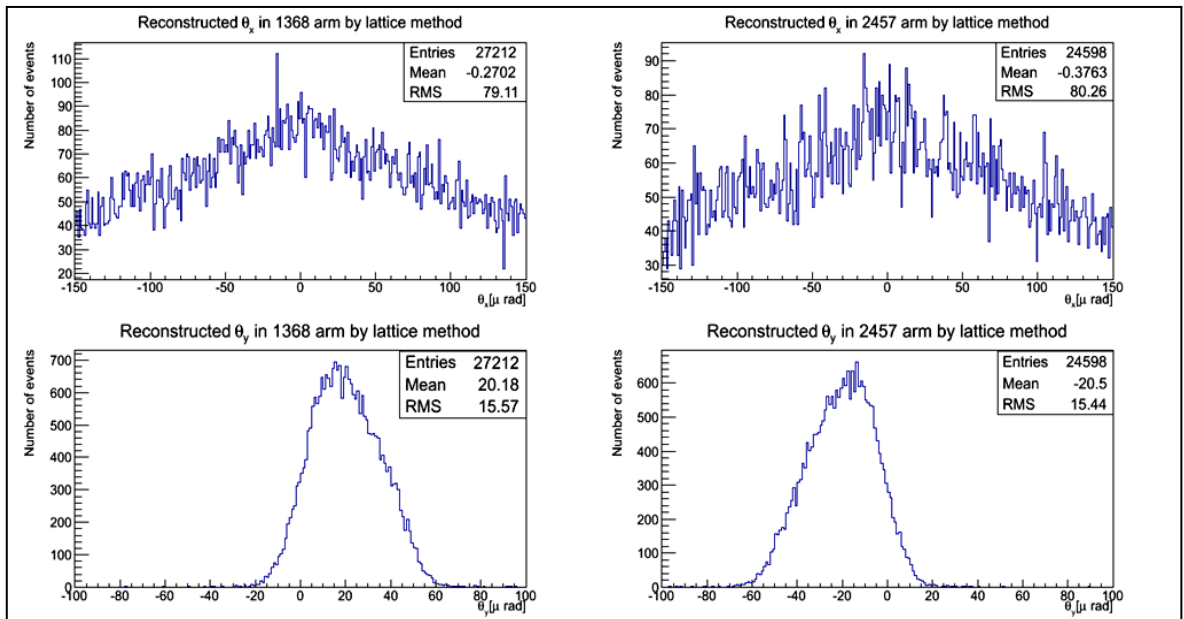 Reconstructed θx in 1368 arm by lattice method
Number of events
110
100
90
80
70
60
50
40
30
20
Entries 27212
Mean -0.2702
RMS 79.11
-150 -100 -50 0 50 100 150
θx[μ rad]
Reconstructed θx in 2457 arm by lattice method
Number of events
90
80
70
60
50
40
30
Entries 24598
Mean -0.3763
RMS 80.26
-150 -100 -50 0 50 100 150
θx[μ rad]
Reconstructed θy in 1368 arm by lattice method
Number of events
700
600
500
400
300
200
100
0
Entries 27212
Mean 20.18
RMS 15.57
-100 -80 -60 -40 -20 0 20 40 60 80 100
θy[μ rad]
Reconstructed θy in 2457 arm by lattice method
Number of events
600
500
400
300
200
100
0
Entries 24598
Mean -20.5
RMS 15.44
-100 -80 -60 -40 -20 0 20 40 60 80 100
θy[μ rad]